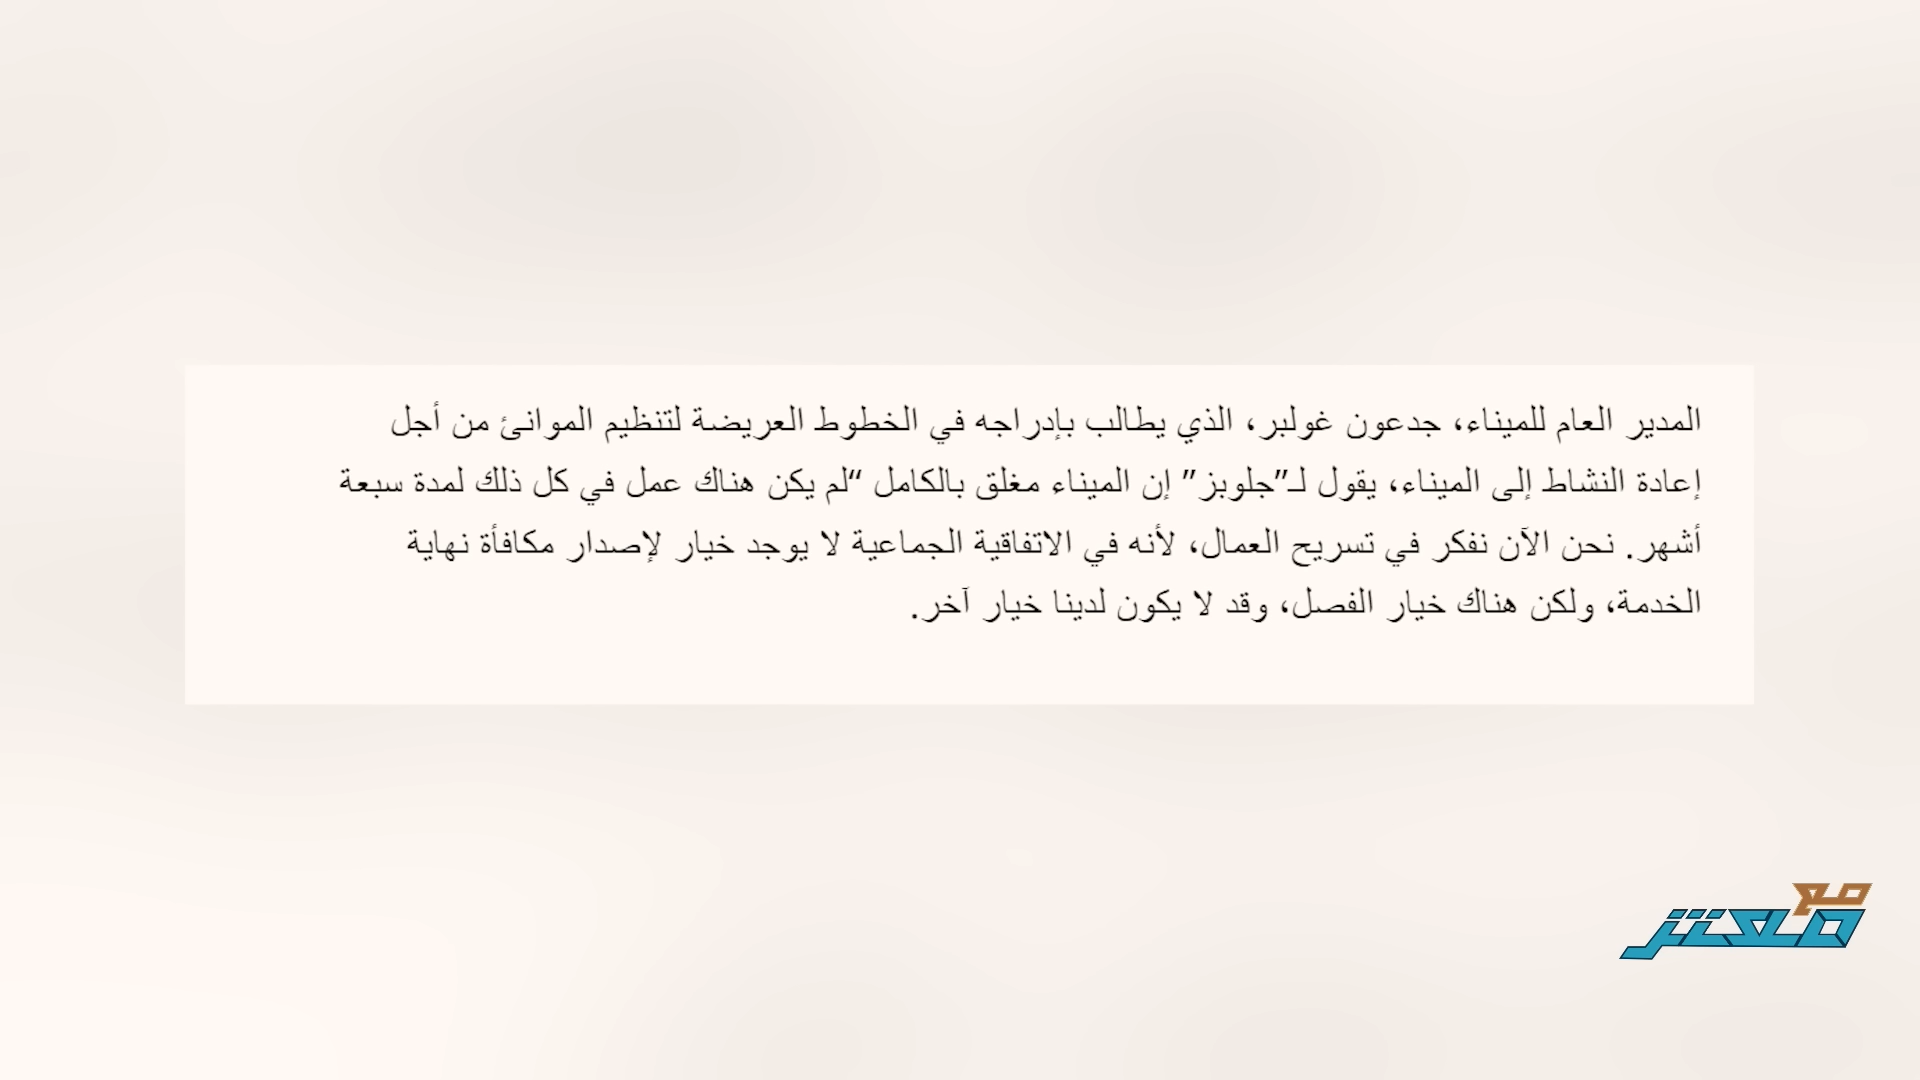 المدير العام للميناء، جدعون غولبر، الذي يطالب بإدراجه في الخطوط العريضة لتنظيم الموانئ من أجل
إعادة النشاط إلى الميناء، يقول لـ”جلوبز” إن الميناء مغلق بالكامل “لم يكن هناك عمل في كل ذلك لمدة سبعة
أشهر. نحن الآن نفكر في تسريح العمال، لأنه في الاتفاقية الجماعية لا يوجد خيار لإصدار مكافأة نهاية
الخدمة، ولكن هناك خيار الفصل، وقد لا يكون لدينا خيار آخر.
مع
معتز